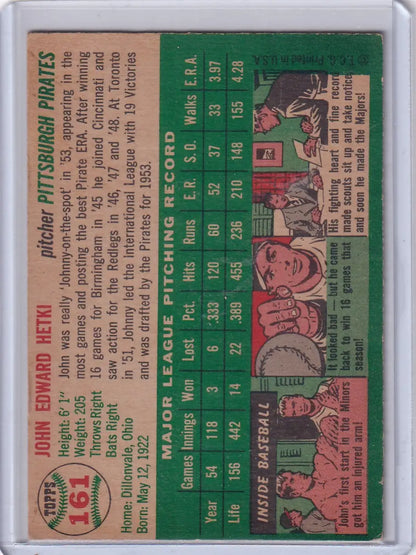 TOPPS
161
JOHN EDWARD HETKI
pitcher PITTSBURGH PIRATES
Height: 6'1"
Weight: 205
Throws Right
Bats Right
Home: Dillonvale, Ohio
Born: May 12, 1922
John was really 'Johnny-on-the-spot' in '53, appearing in the
most games and posting the best Pirate ERA. After winning
16 games for Birmingham in '45 he joined Cincinnati and
saw action for the Redlegs in '46, '47 and '48. At Toronto
in '51, Johnny led the International League with 19 Victories
and was drafted by the Pirates for 1953.
MAJOR LEAGUE PITCHING RECORD
Games Innings Won Lost Pct. Hits Runs E.R. S.O. Walks E.R.A.
Year 54 118 3 6 .333 120 60 52 37 33 3.97
Life 156 442 14 22 .389 455 236 210 148 155 4.28
INSIDE BASEBALL
© T.C.G. Printed in U.S.A.
John's first start in the Minors
got him an injured arm!
It looked bad—but he came
back to win 16 games that
season!
His fighting heart and fine record
made scouts sit up and take notice
and soon he made the Majors!